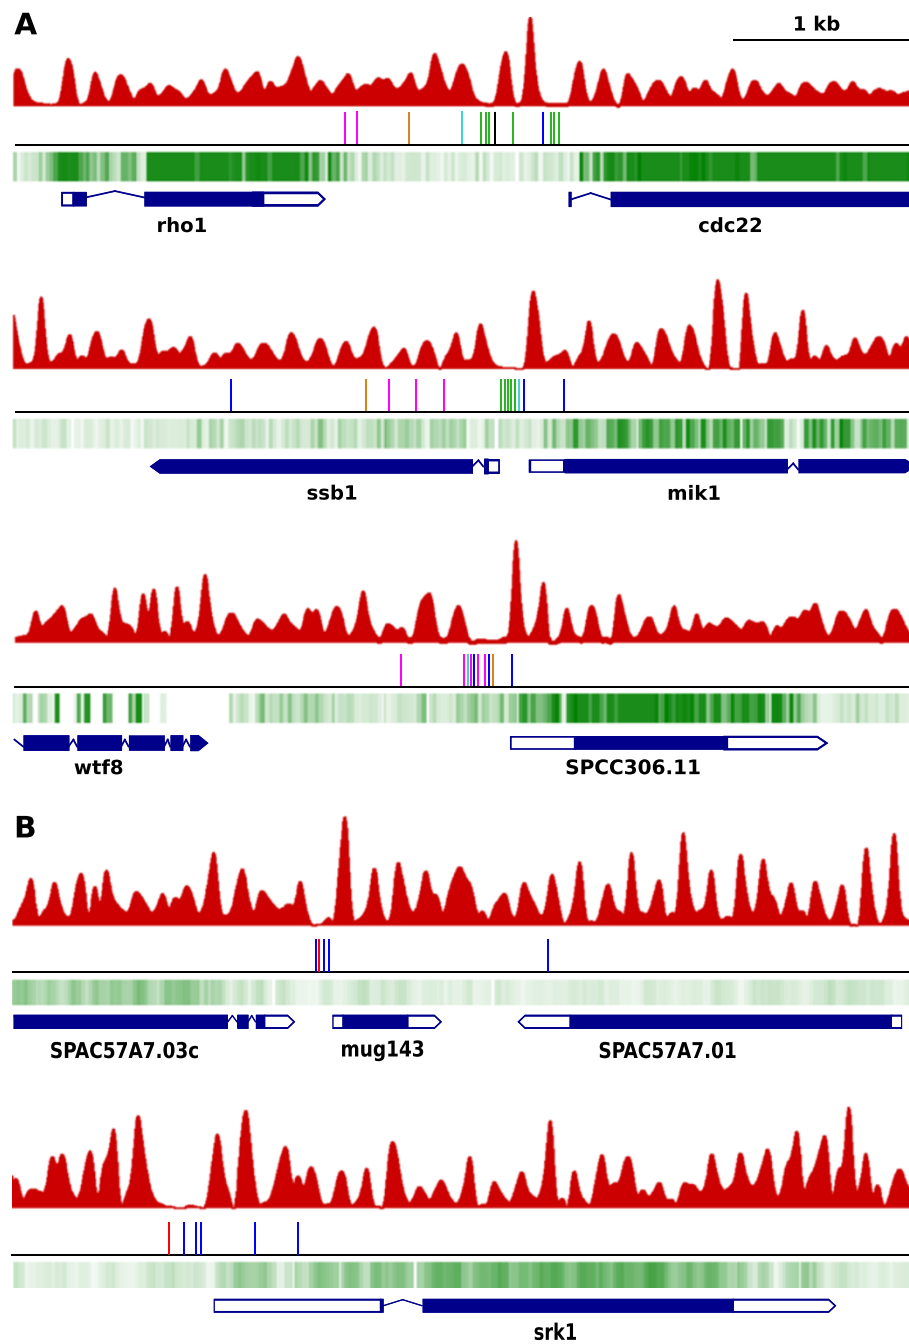 A
1 kb
rho1 cdc22
ssb1 mik1
wtf8 SPCC306.11
B
SPAC57A7.03c mug143 SPAC57A7.01
srk1